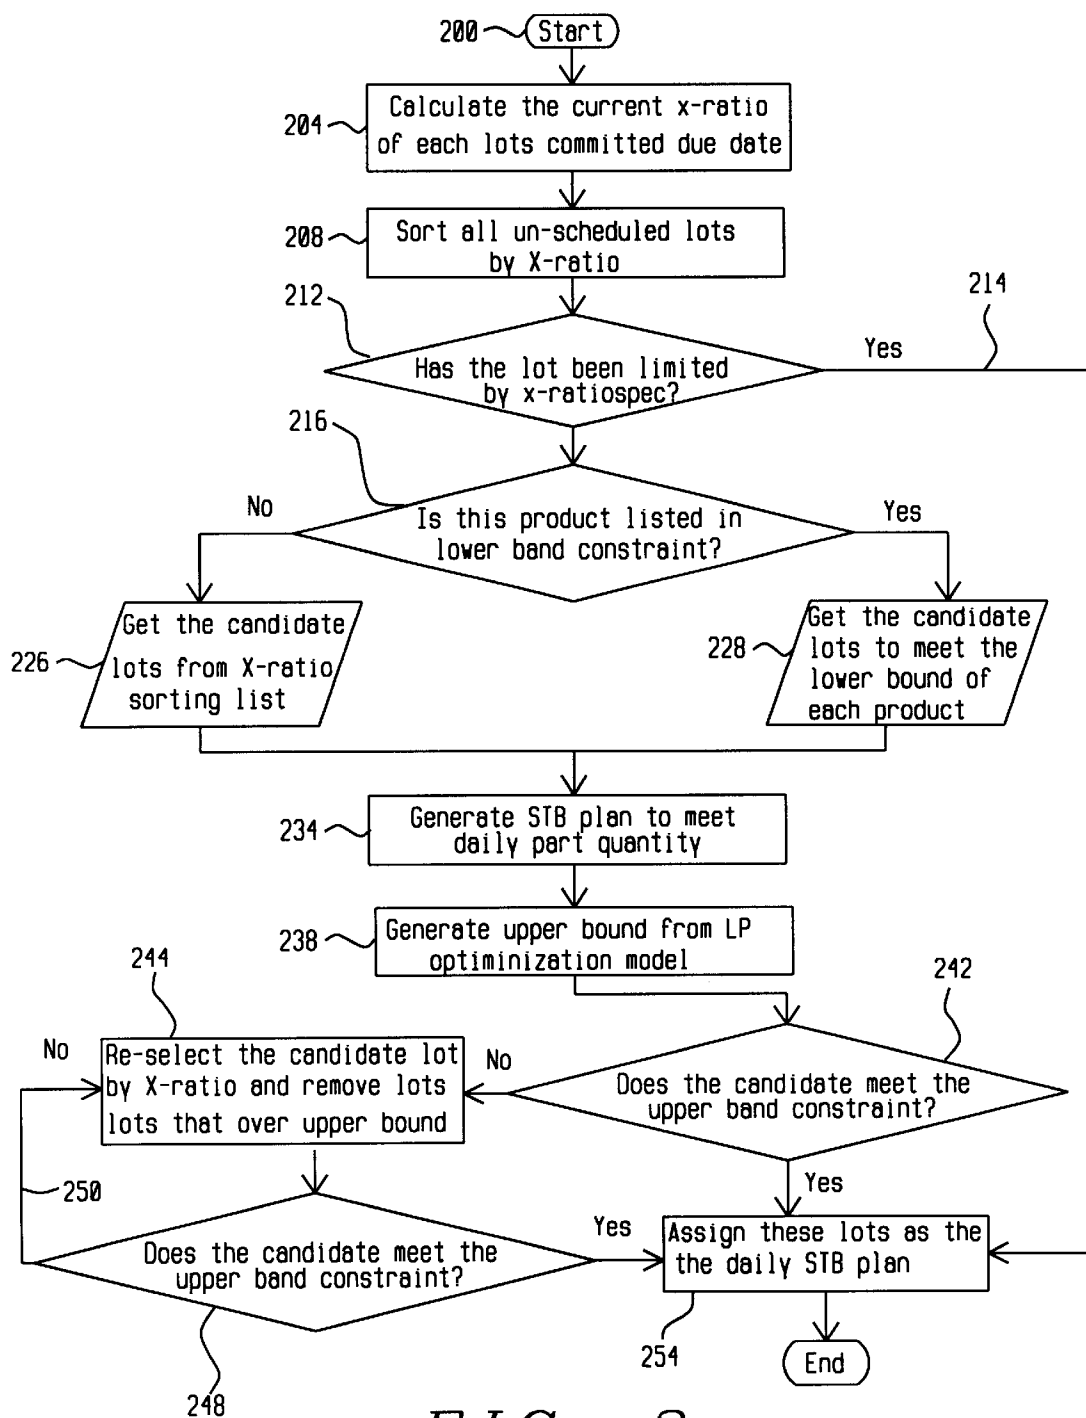 200
Start
204
Calculate the current x-ratio
of each lots committed due date
208
Sort all un-scheduled lots
by X-ratio
212
214
Has the lot been limited
by x-ratiospec?
Yes
216
No
Is this product listed in
lower band constraint?
Yes
226
Get the candidate
lots from X-ratio
sorting list
228
Get the candidate
lots to meet the
lower bound of
each product
234
Generate STB plan to meet
daily part quantity
238
Generate upper bound from LP
optiminization model
244
242
No
Re-select the candidate lot
by X-ratio and remove lots
lots that over upper bound
No
Does the candidate meet the
upper band constraint?
250
Yes
Does the candidate meet the
upper band constraint?
Yes
Assign these lots as the
the daily STB plan
248
254
End